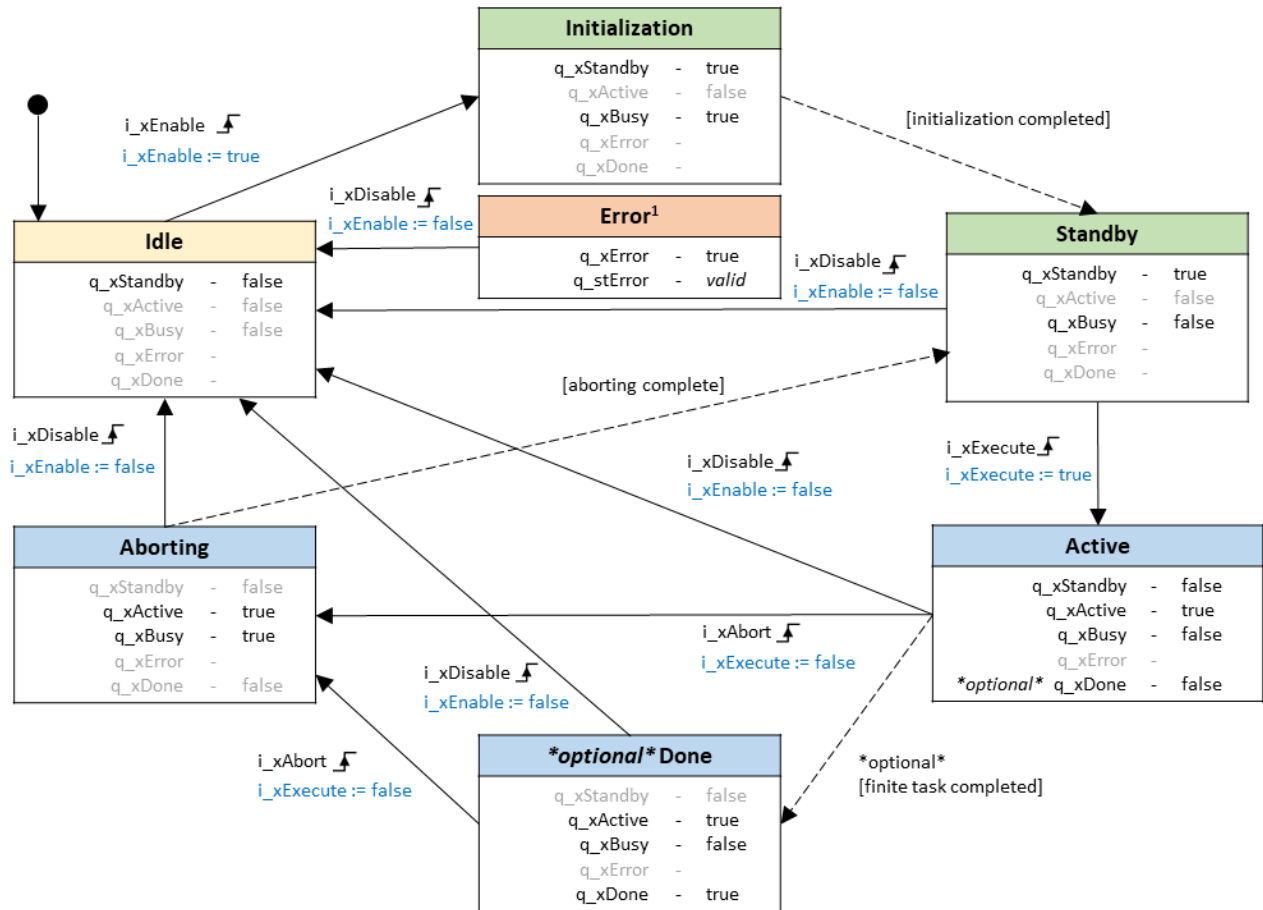 Initialization
q_xStandby - true
q_xActive - false
q_xBusy - true
q_xError -
q_xDone -
i_xEnable
i_xEnable := true
[initialization completed]
i_xDisable
i_xEnable := false
Error¹
q_xError - true
q_stError - valid
Idle
q_xStandby - false
q_xActive - false
q_xBusy - false
q_xError -
q_xDone -
Standby
q_xStandby - true
q_xActive - false
q_xBusy - false
q_xError -
q_xDone -
i_xDisable
i_xEnable := false
[aborting complete]
i_xDisable
i_xEnable := false
i_xDisable
i_xEnable := false
i_xExecute
i_xExecute := true
Aborting
q_xStandby - false
q_xActive - true
q_xBusy - true
q_xError -
q_xDone - false
Active
q_xStandby - false
q_xActive - true
q_xBusy - false
q_xError -
*optional* q_xDone - false
i_xAbort
i_xExecute := false
i_xDisable
i_xEnable := false
i_xAbort
i_xExecute := false
*optional* Done
q_xStandby - false
q_xActive - true
q_xBusy - false
q_xError -
q_xDone - true
*optional*
[finite task completed]